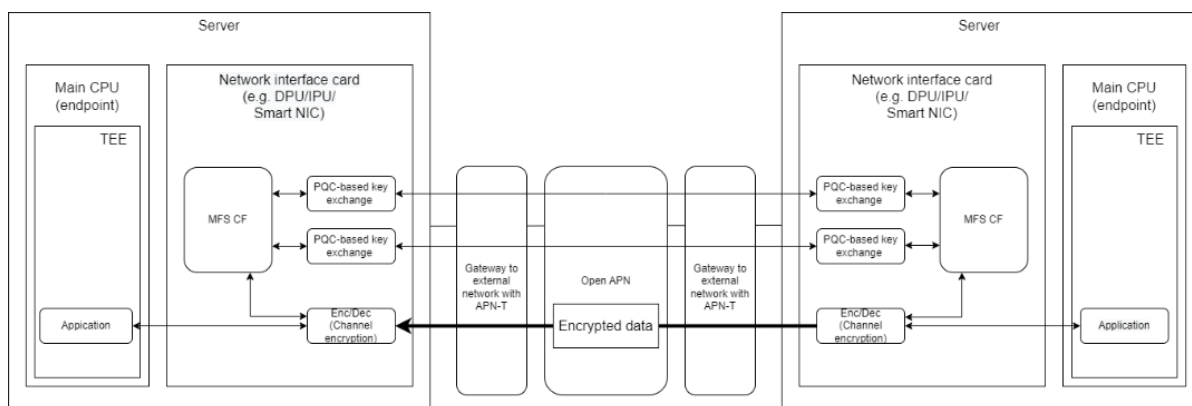 Server
Main CPU
(endpoint)
TEE
Appication
Network interface card
(e.g. DPU/IPU/
Smart NIC)
MFS CF
PQC-based key
exchange
PQC-based key
exchange
Enc/Dec
(Channel
encryption)
Gateway to
external
network with
APN-T
Open APN
Encrypted data
Gateway to
external
network with
APN-T
Server
Network interface card
(e.g. DPU/IPU/
Smart NIC)
PQC-based key
exchange
PQC-based key
exchange
MFS CF
Enc/Dec
(Channel
encryption)
Main CPU
(endpoint)
TEE
Application